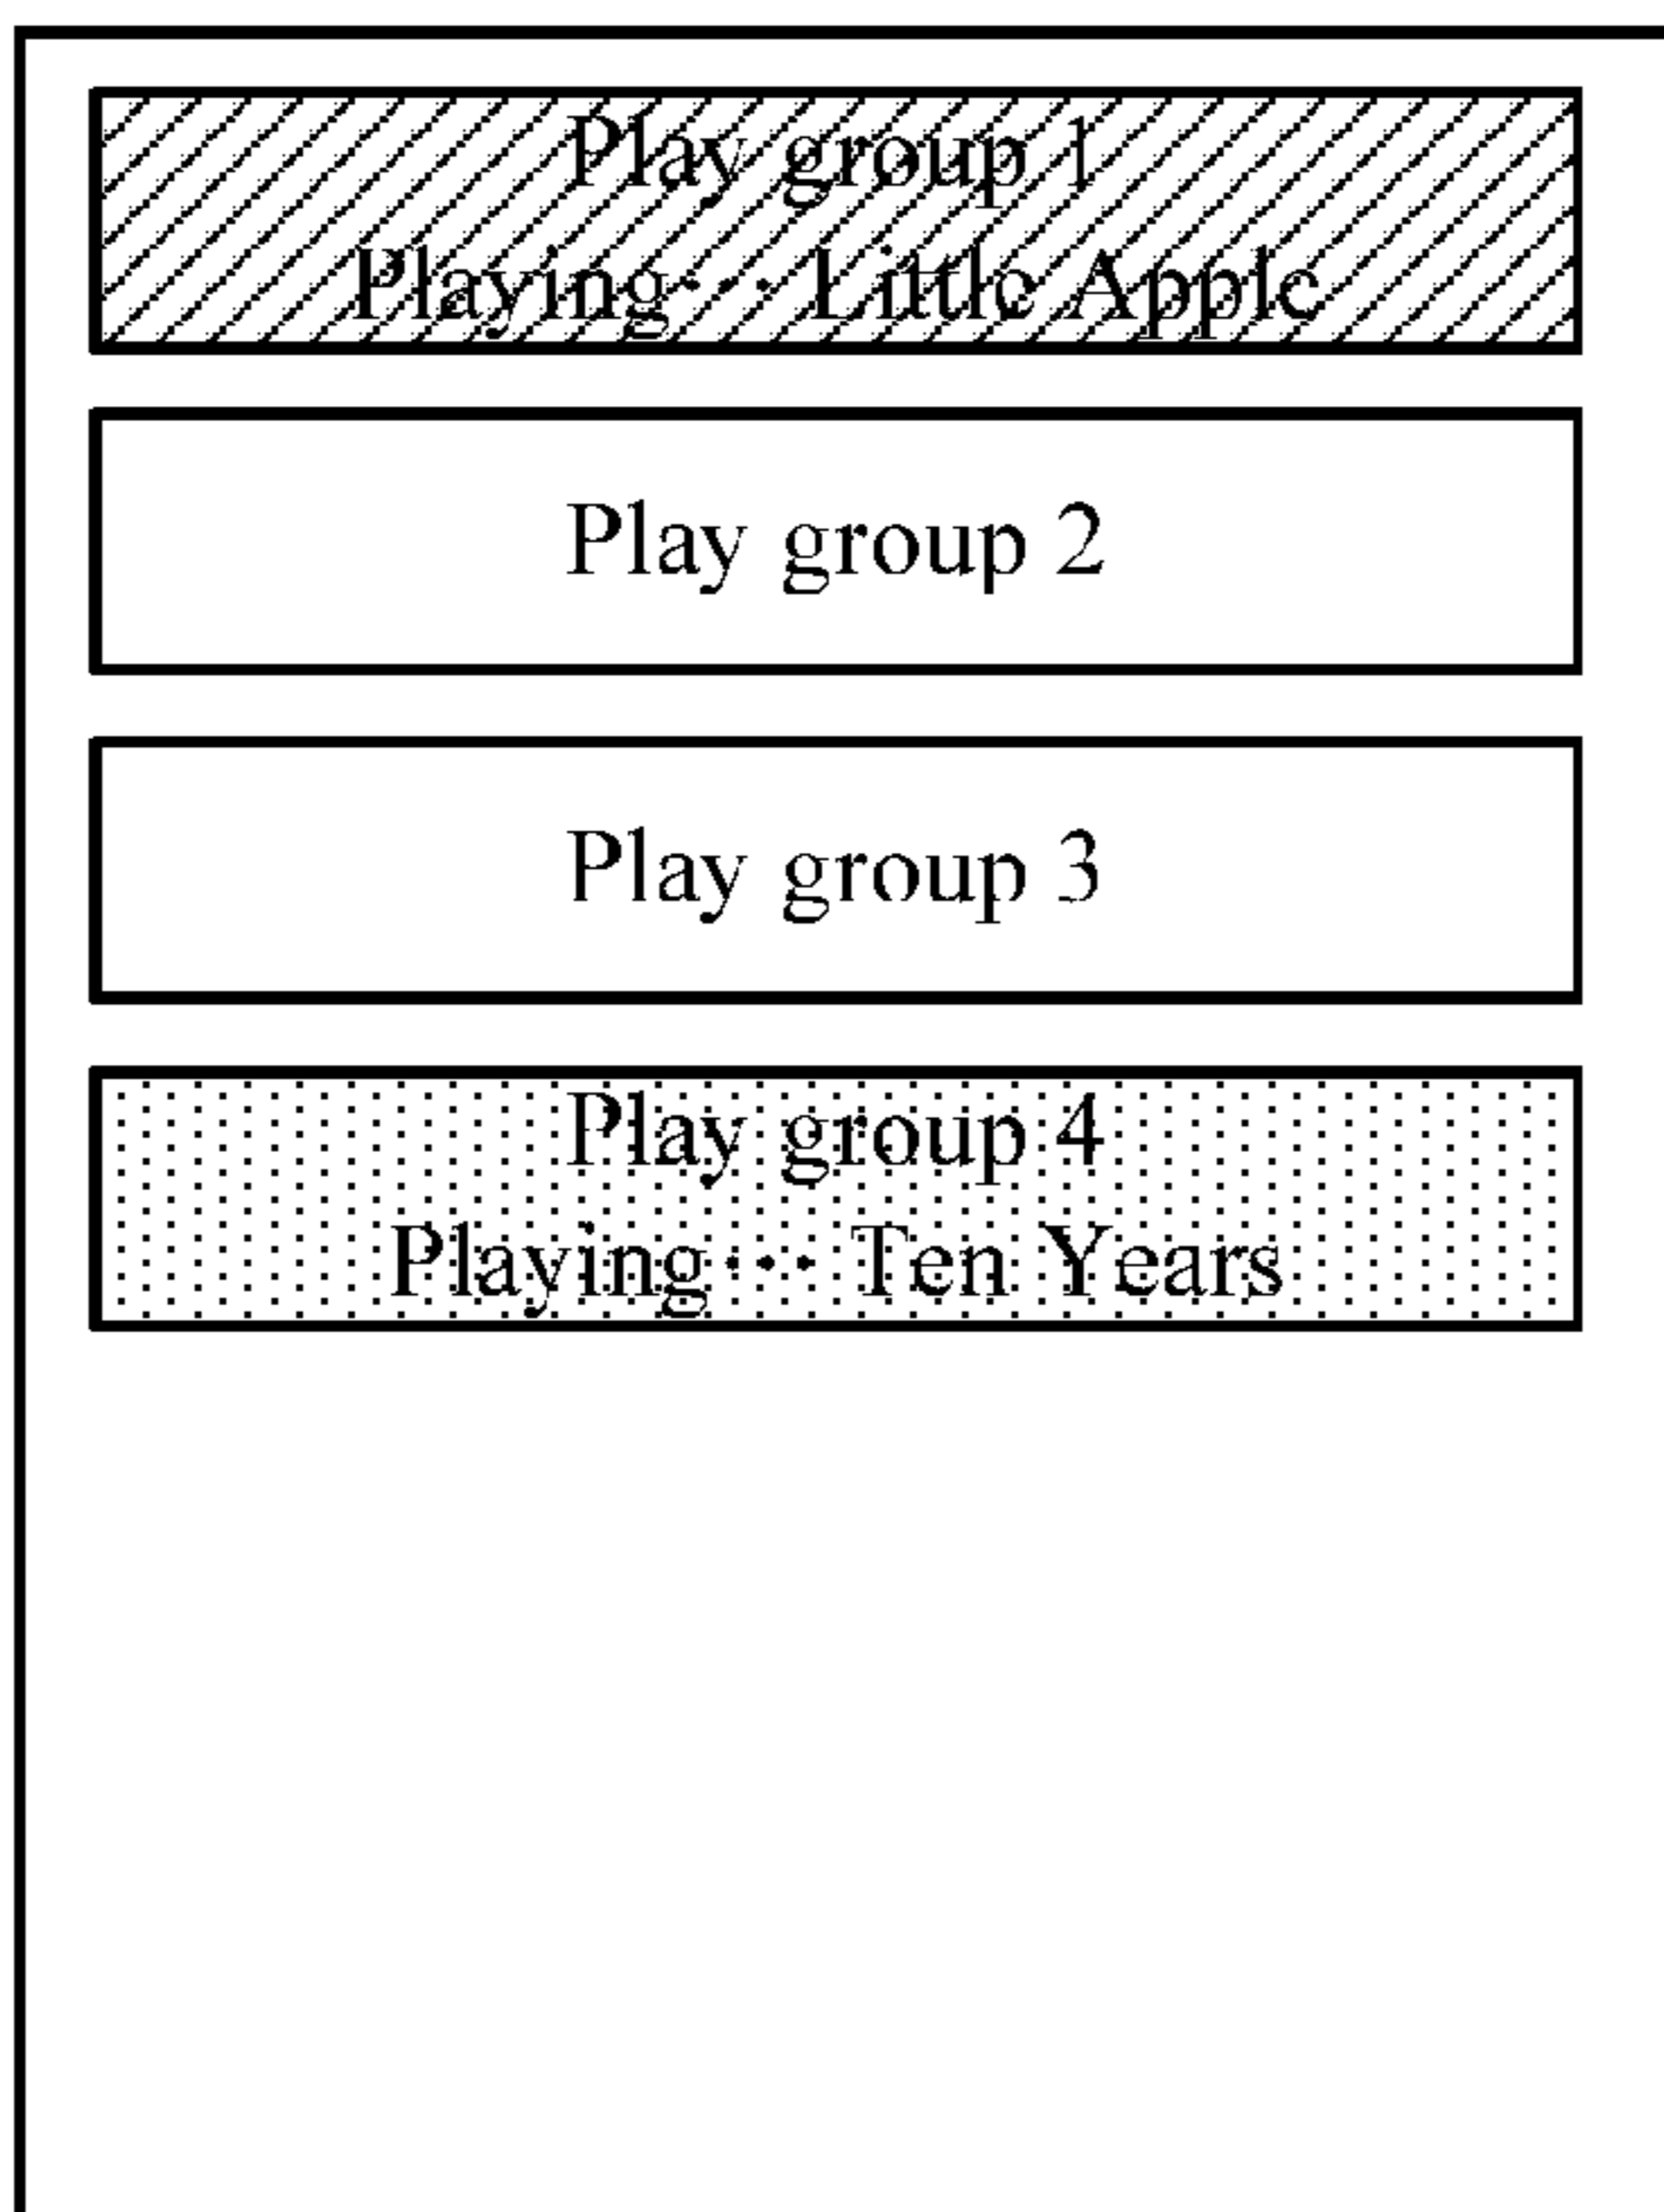 Play group 1
Playing··· Little Apple
Play group 2
Play group 3
Play group 4
Playing··· Ten Years